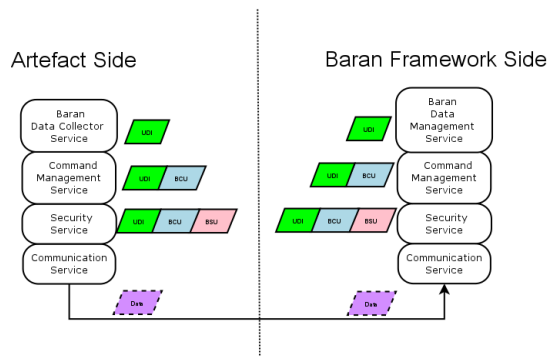 Artefact Side
Baran Framework Side
Baran
Data Collector
Service
UDI
Command
Management
Service
UDI BCU
Security
Service
UDI BCU BSU
Communication
Service
Data
Baran
Data
Management
Service
UDI
Command
Management
Service
UDI BCU
Security
Service
UDI BCU BSU
Communication
Service
Data